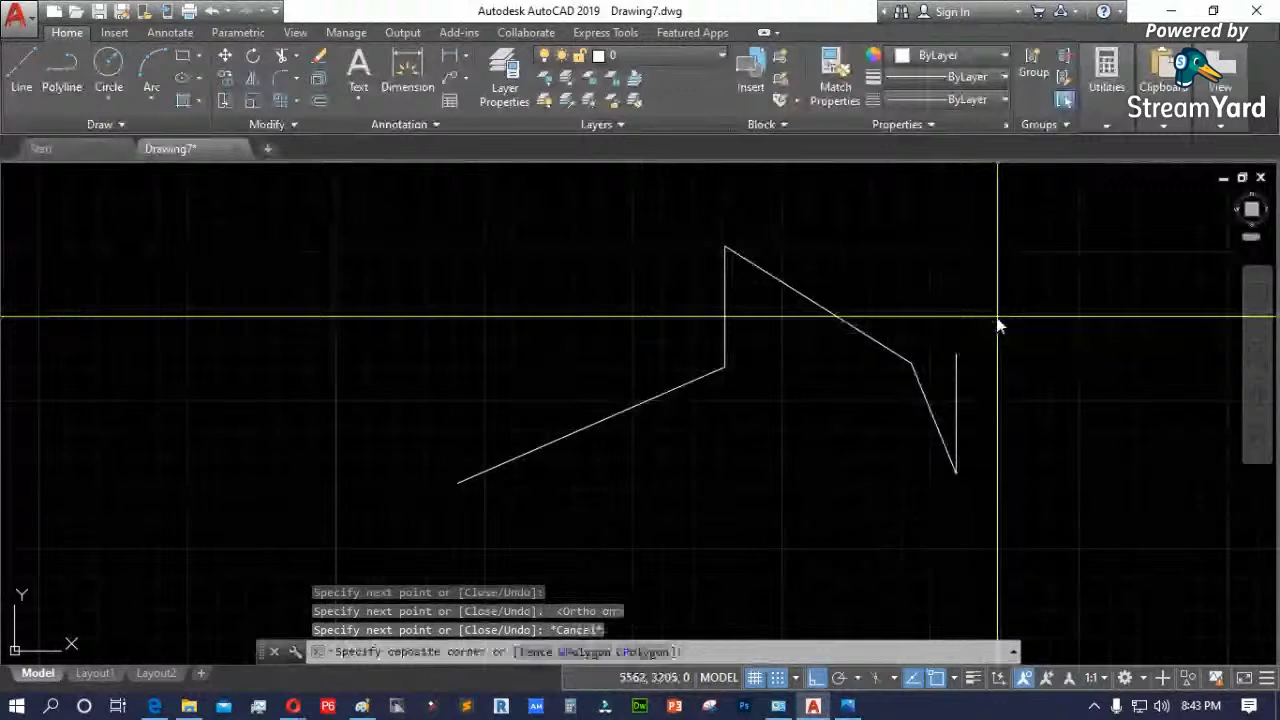 Autodesk AutoCAD 2019 Drawing7.dwg
Sign In
Home Insert Annotate Parametric View Manage Output Add-ins Collaborate Express Tools Featured Apps
Powered by
StreamYard
Line Polyline Circle Arc
Text Dimension
Layer Properties
0
Insert
Match Properties
ByLayer
ByLayer
ByLayer
Group
Utilities Clipboard View
Draw Modify Annotation Layers Block Properties Groups
Start Drawing7*
Specify next point or [Close/Undo]:
Specify next point or [Close/Undo]: <Ortho on>
Specify next point or [Close/Undo]: *Cancel*
Specify opposite corner or [Fence WPolygon CPolygon]:
Y
X
Model Layout1 Layout2 +
5562, 3205, 0 MODEL
1:1
8:43 PM